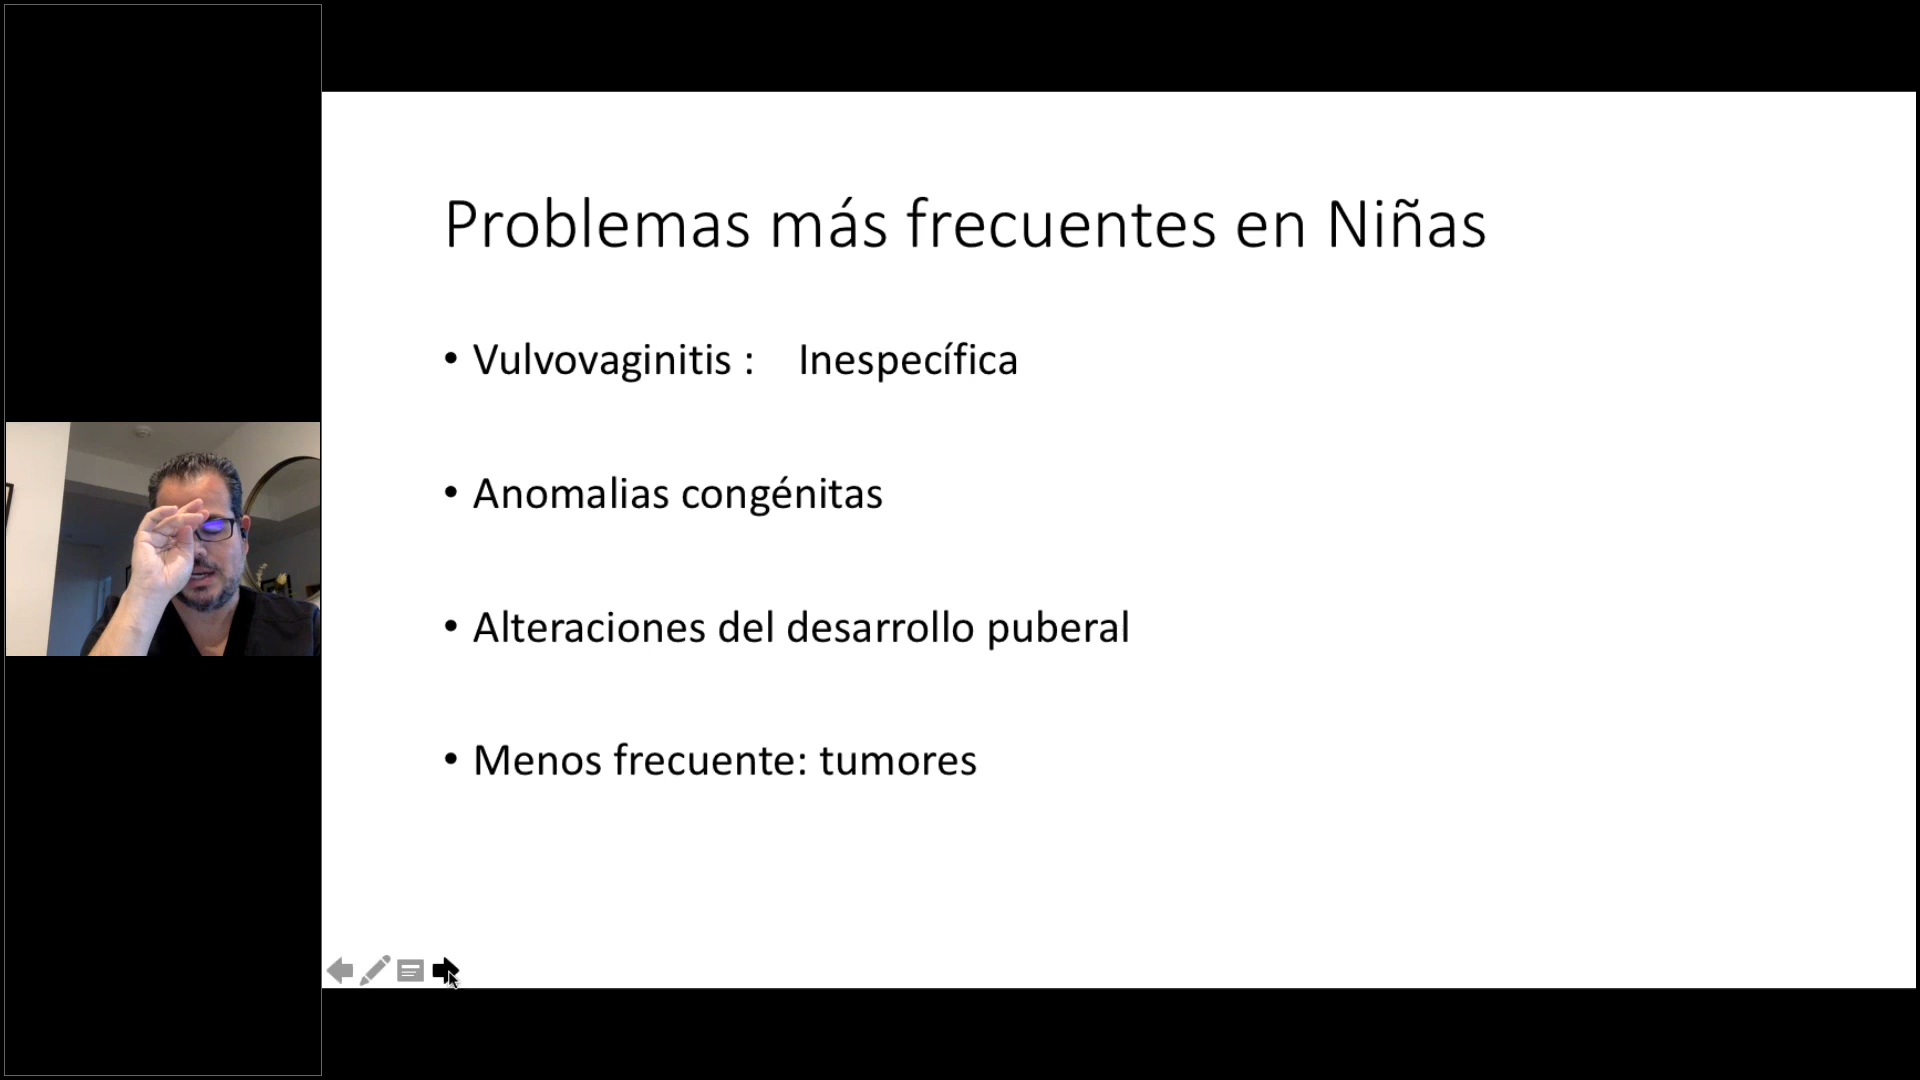 Problemas más frecuentes en Niñas
• Vulvovaginitis : Inespecífica
• Anomalias congénitas
• Alteraciones del desarrollo puberal
• Menos frecuente: tumores